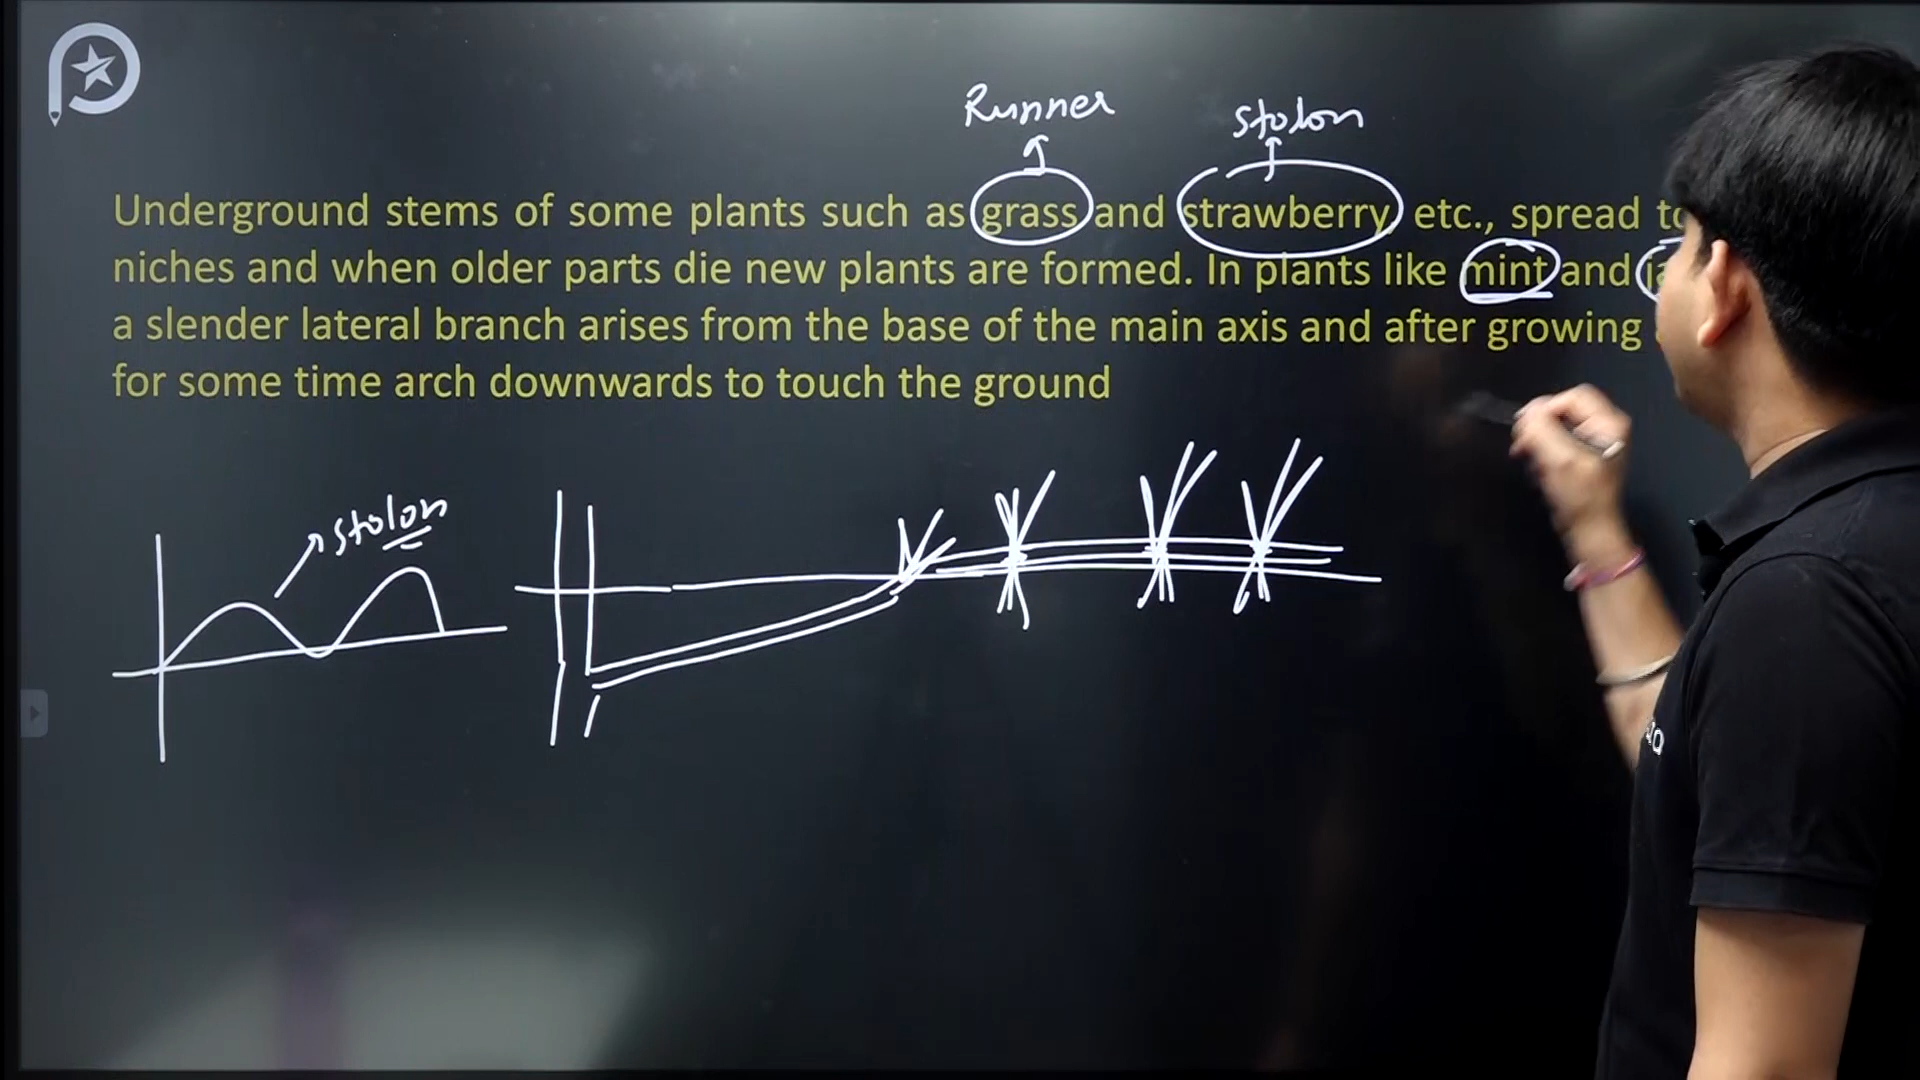 Runner
stolon
Underground stems of some plants such as grass and strawberry, etc., spread
niches and when older parts die new plants are formed. In plants like mint and
a slender lateral branch arises from the base of the main axis and after growing
for some time arch downwards to touch the ground
stolon